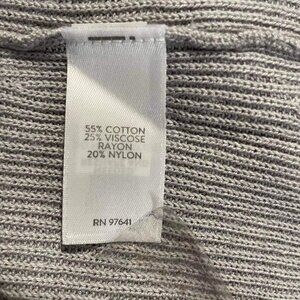 55% COTTON
25% VISCOSE
RAYON
20% NYLON
RN 97641